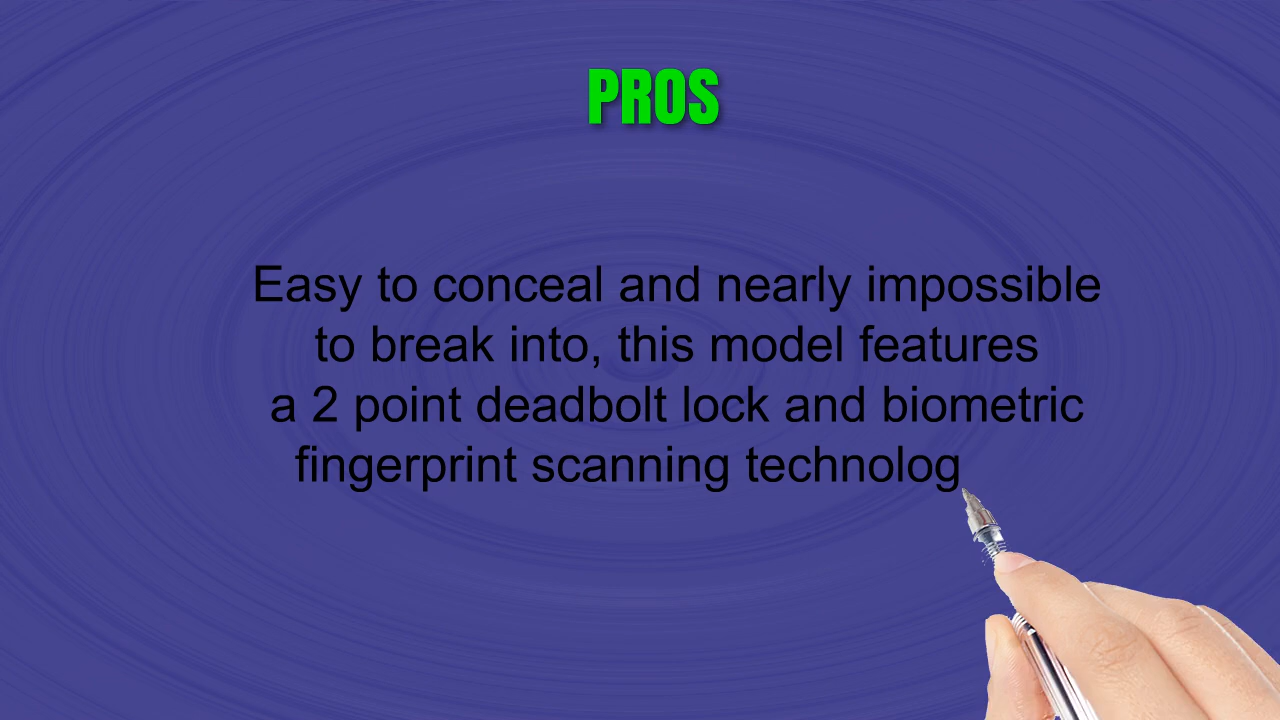 PROS
Easy to conceal and nearly impossible
to break into, this model features
a 2 point deadbolt lock and biometric
fingerprint scanning technolog